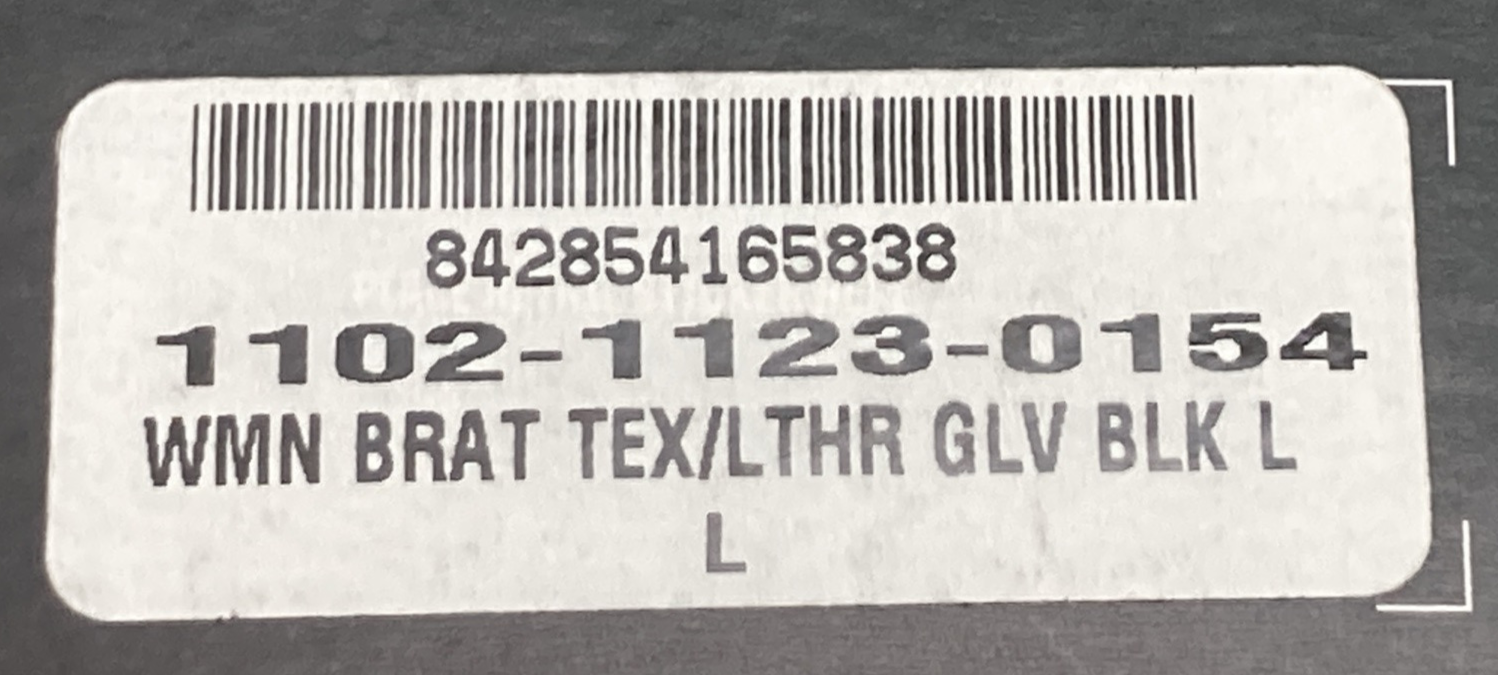 842854165838
1102-1123-0154
WMN BRAT TEX/LTHR GLV BLK L
L